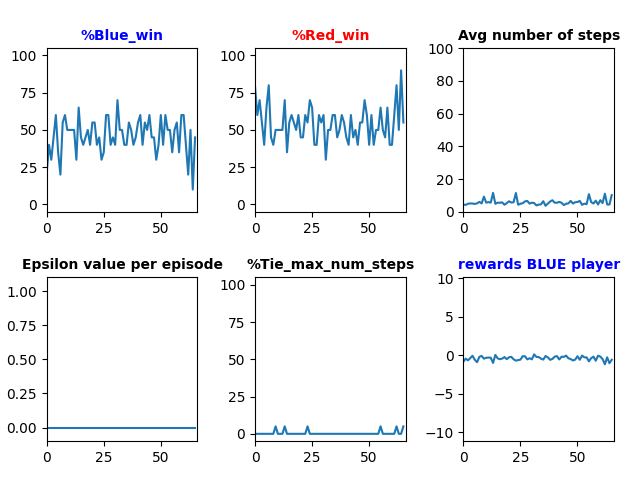 %Blue_win %Red_win Avg number of steps
100 100 100
75 75 80
50 50 60
25 25 40
0 0 20
0
0 25 50 0 25 50 0 25 50
Epsilon value per episode %Tie_max_num_steps rewards BLUE player
1.00 100 10
0.75 75 5
0.50 50 0
0.25 25 −5
0.00 0 −10
0 25 50 0 25 50 0 25 50